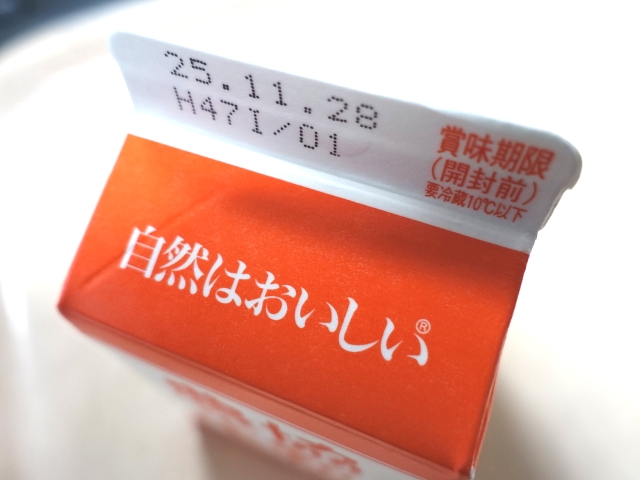 25.11.28
H47I/01
賞味期限
(開封前)
要冷蔵10℃以下
自然はおいしい®